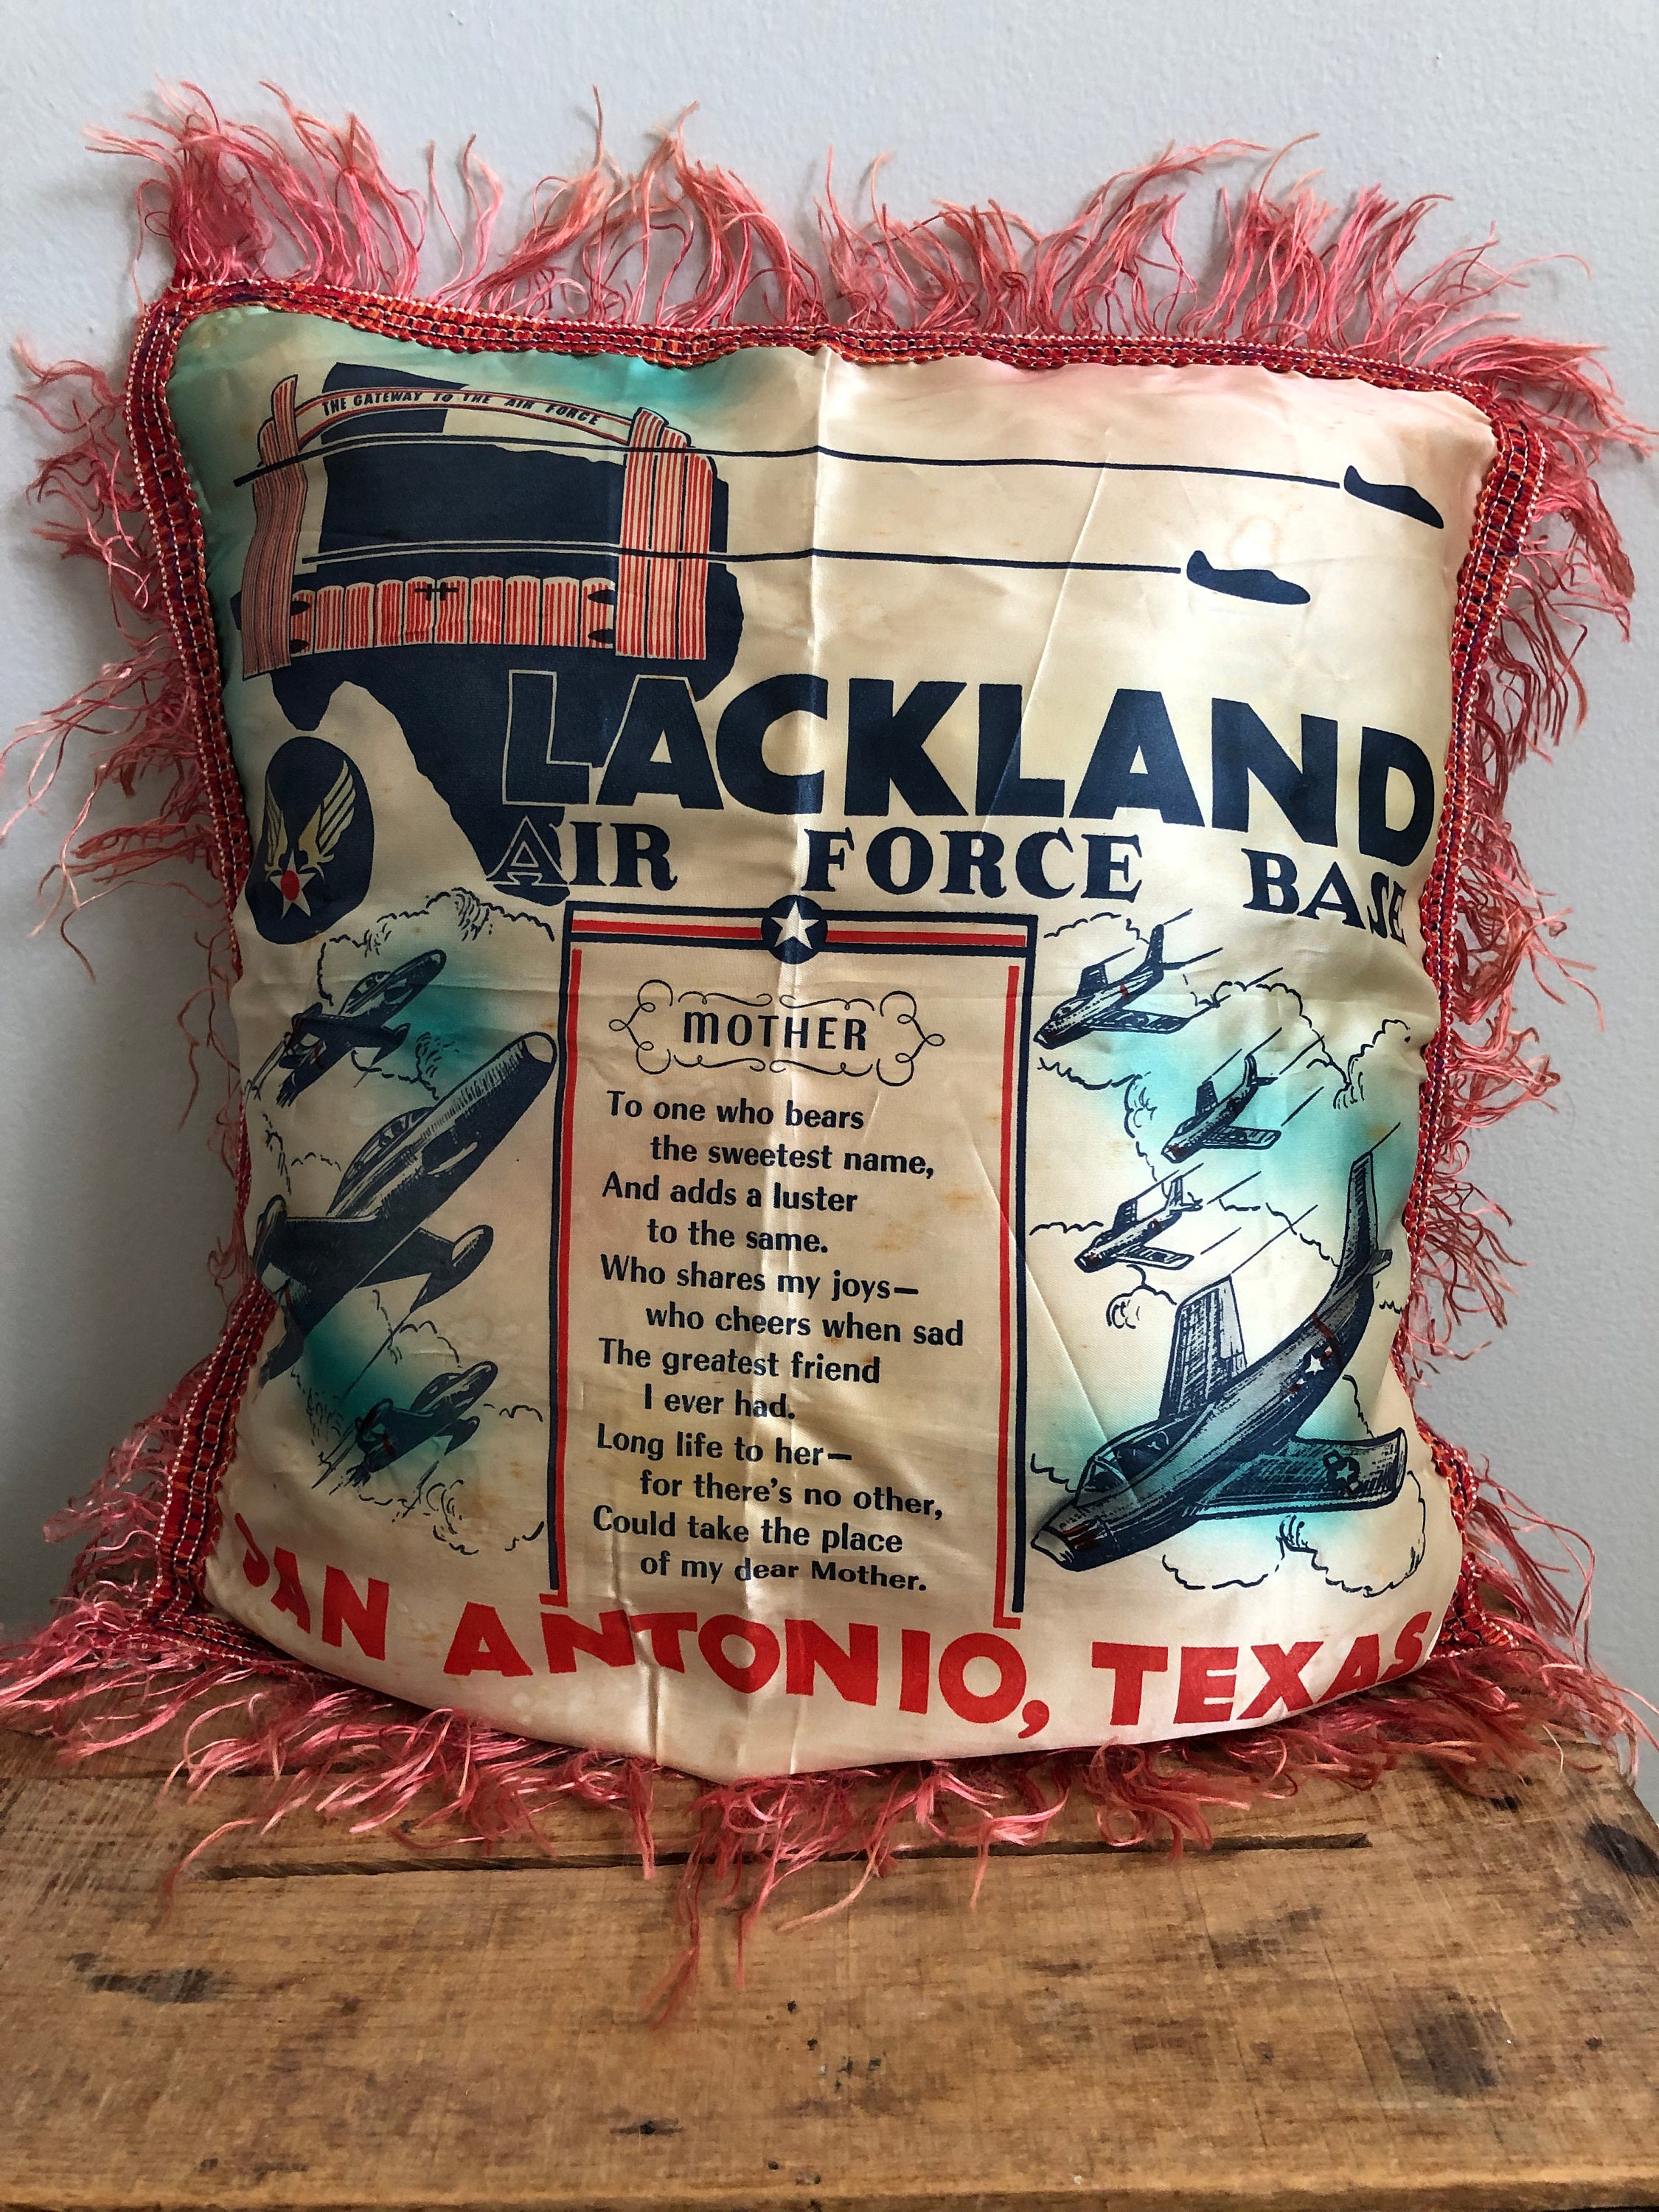 THE GATEWAY TO THE AIR FORCE
LACKLAND
AIR FORCE BASE
MOTHER
To one who bears
the sweetest name,
And adds a luster
to the same.
Who shares my joys—
who cheers when sad
The greatest friend
I ever had.
Long life to her—
for there's no other,
Could take the place
of my dear Mother.
SAN ANTONIO, TEXAS